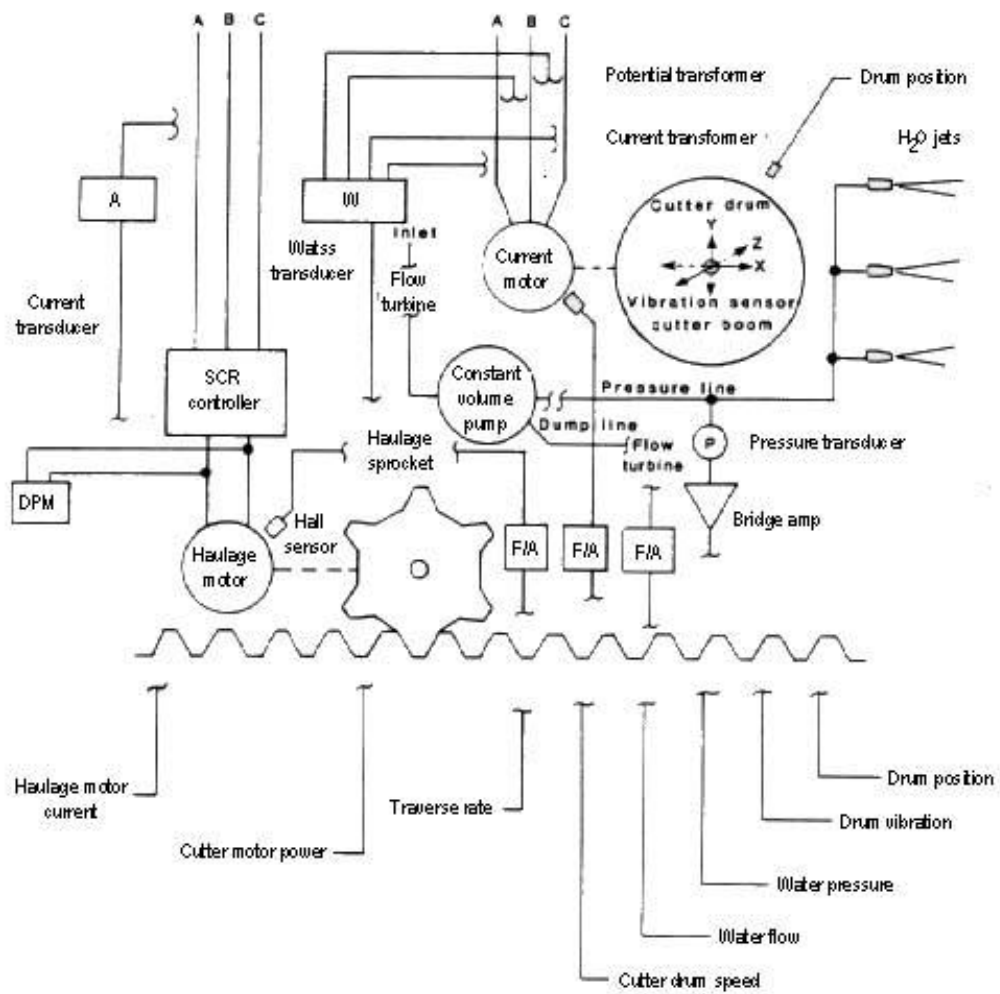 A B C
A B C
Potential transformer
Drum position
Current transformer
H2O jets
A
W
Cutter drum
Y
Z
X
Vibration sensor
cutter boom
Inlet
Flow
turbine
Watss
transducer
Current
motor
Current
transducer
SCR
controller
Constant
volume
pump
Pressure line
Dump line
Flow
turbine
P
Pressure transducer
Haulage
sprocket
DPM
Hall
sensor
Bridge amp
Haulage
motor
F/A
F/A
F/A
Haulage motor
current
Cutter motor power
Traverse rate
Drum position
Drum vibration
Water pressure
Water flow
Cutter drum speed